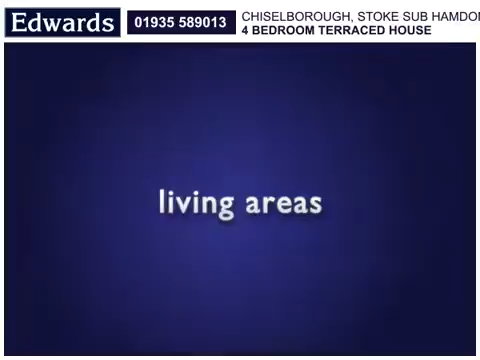 Edwards
01935 589013
CHISELBOROUGH, STOKE SUB HAMDO
4 BEDROOM TERRACED HOUSE
living areas